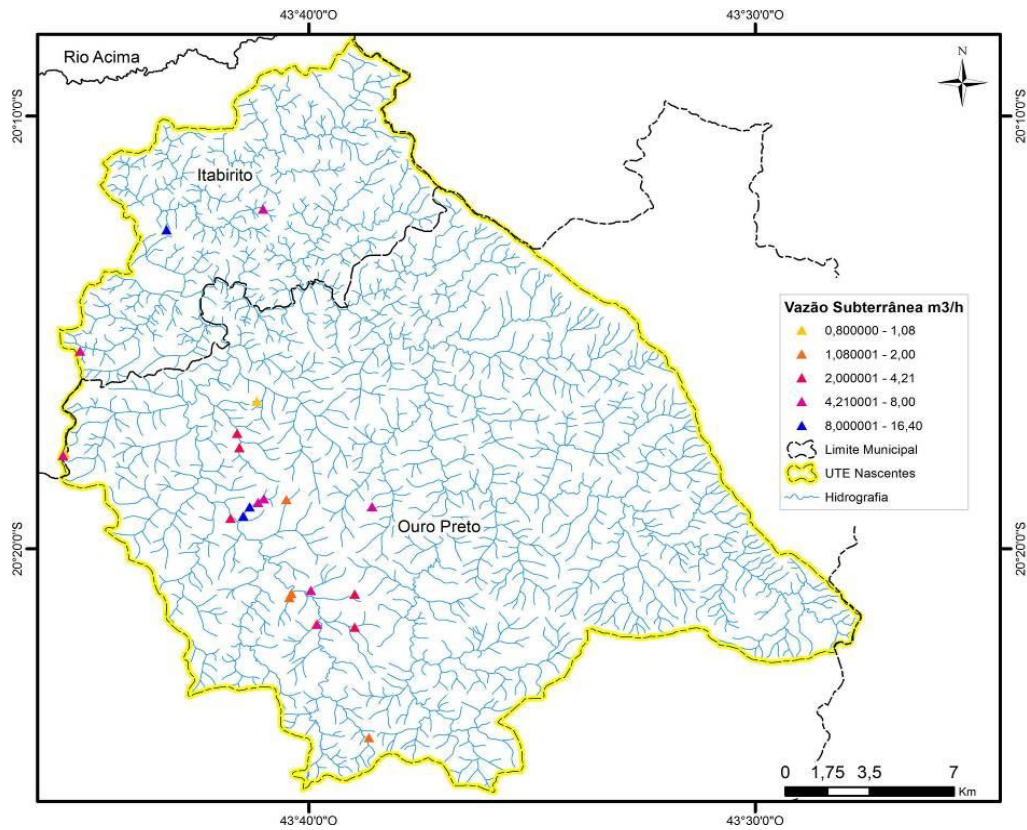 43°40'0"O
43°30'0"O
Rio Acima
N
20°10'0"S
20°10'0"S
Itabirito
Vazão Subterrânea m3/h
0,800000 - 1,08
1,080001 - 2,00
2,000001 - 4,21
4,210001 - 8,00
8,000001 - 16,40
Limite Municipal
UTE Nascentes
Hidrografia
Ouro Preto
20°20'0"S
20°20'0"S
0 1,75 3,5 7
Km
43°40'0"O
43°30'0"O